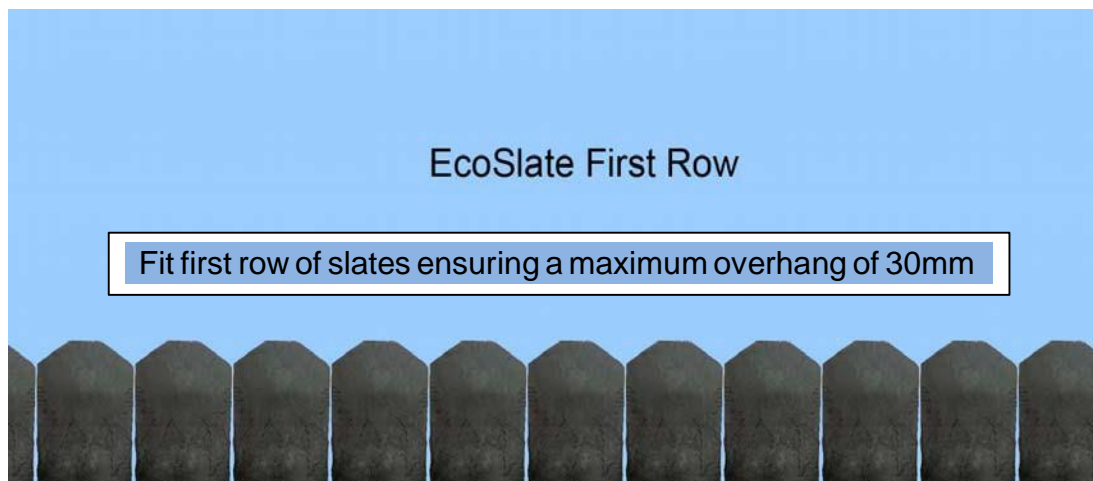 EcoSlate First Row
Fit first row of slates ensuring a maximum overhang of 30mm